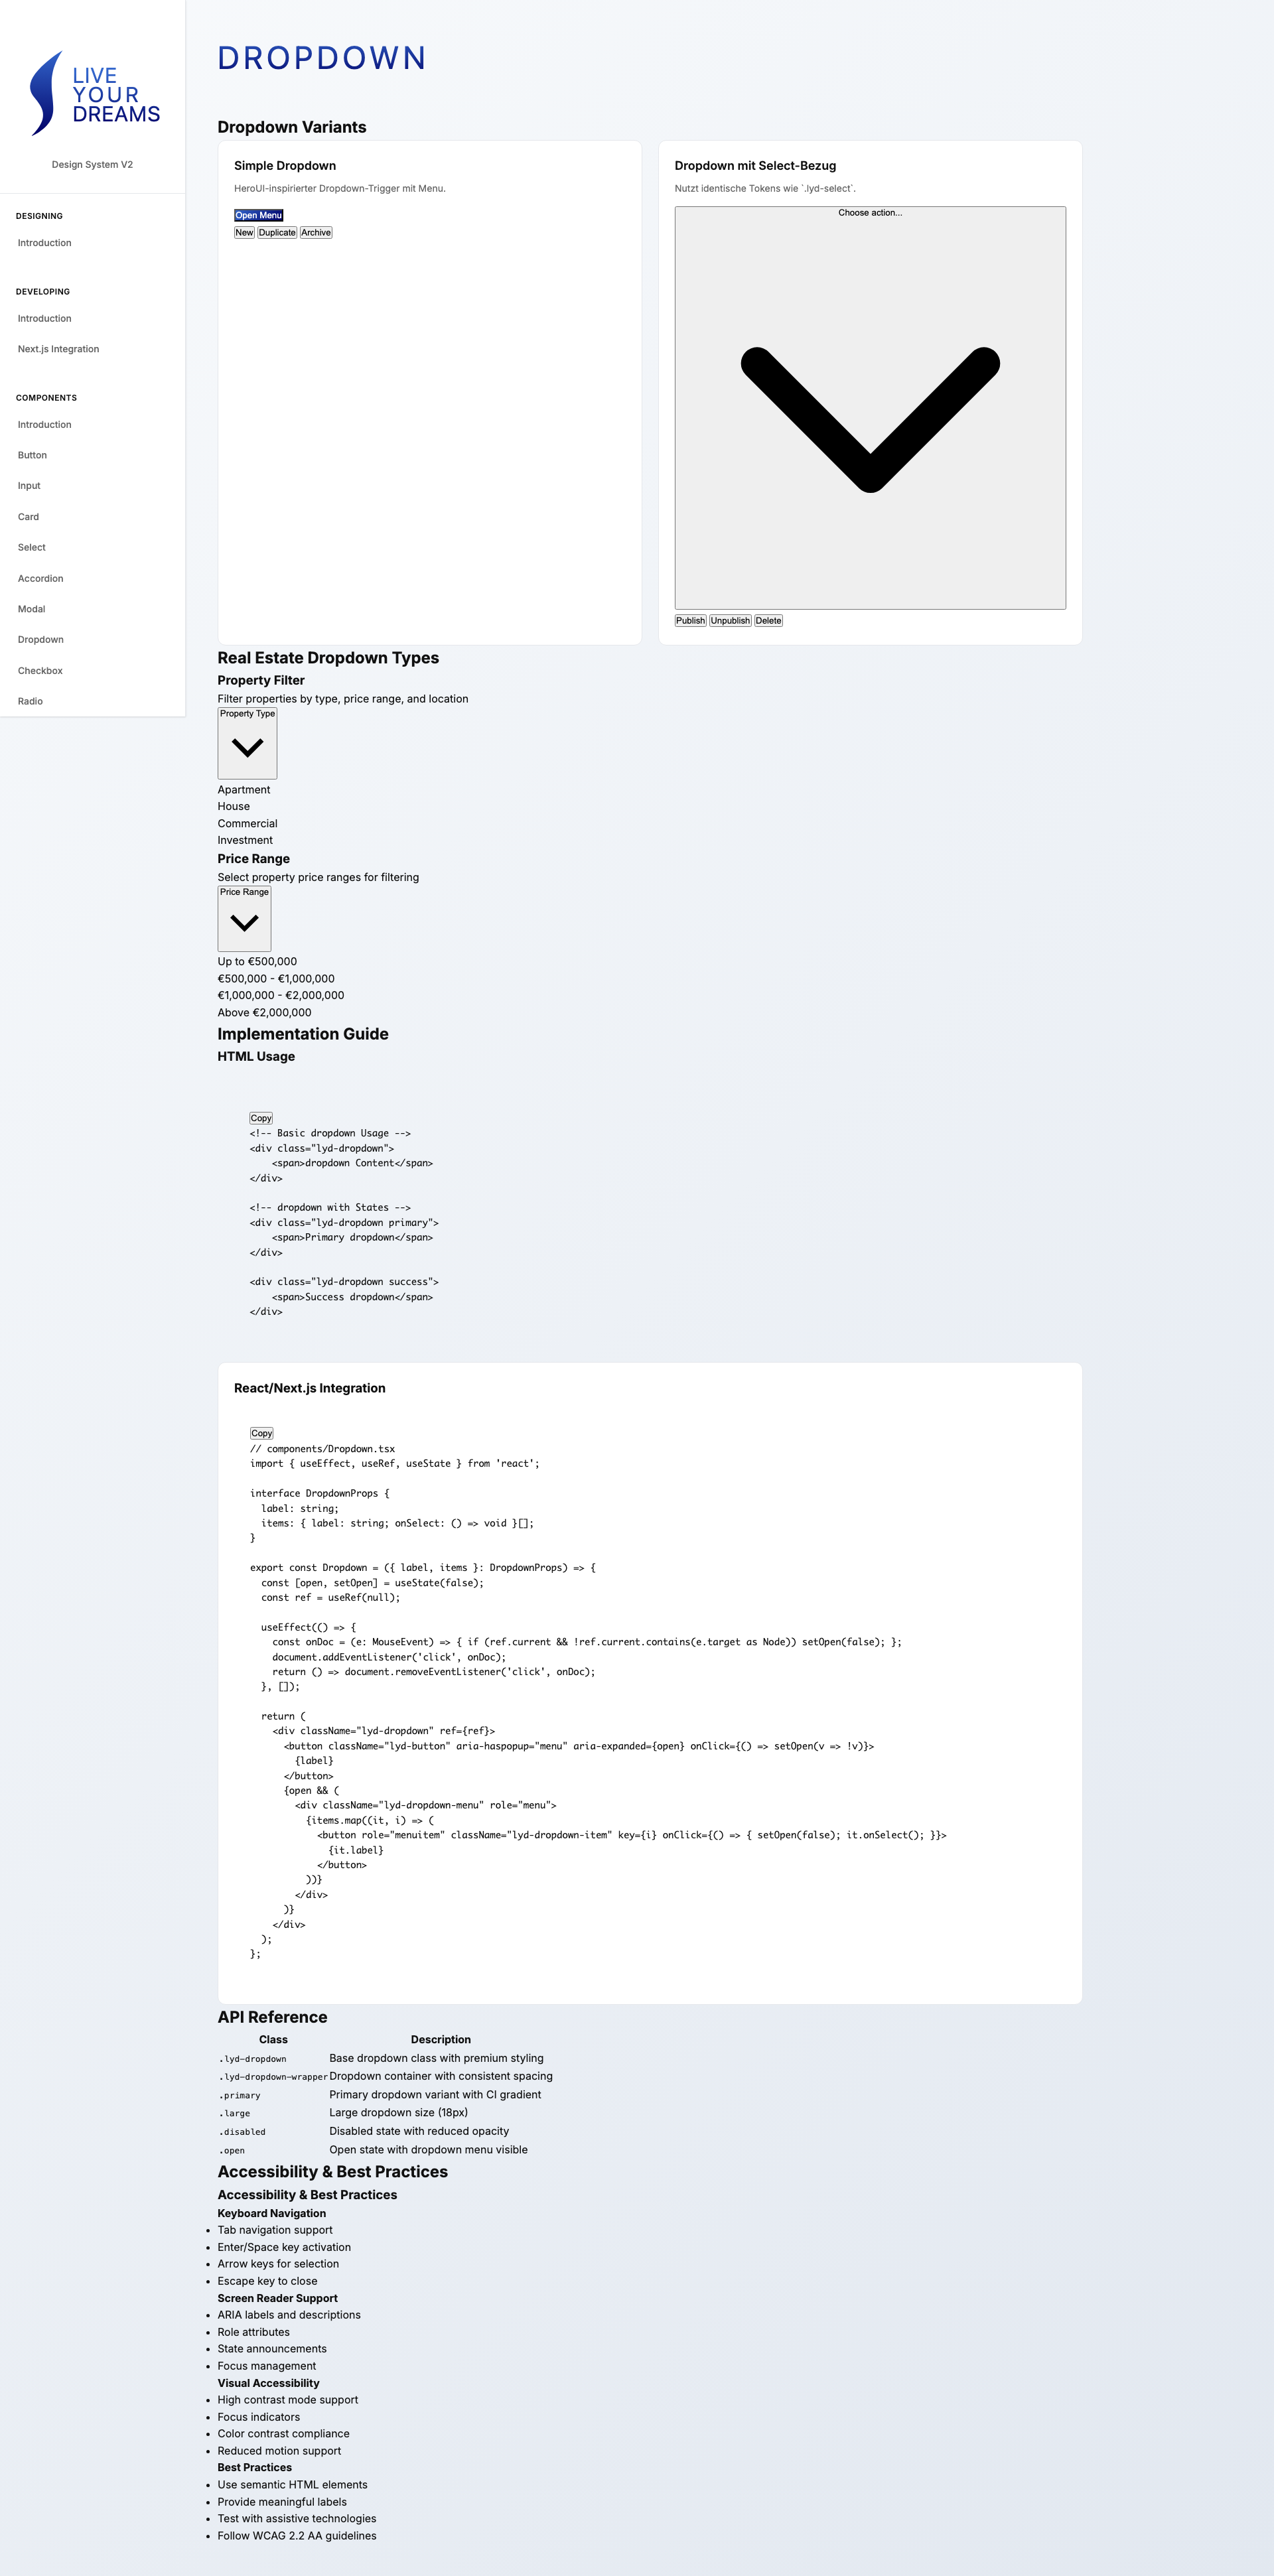 LIVE
YOUR
DREAMS
Design System V2
DESIGNING
Introduction
DEVELOPING
Introduction
Next.js Integration
COMPONENTS
Introduction
Button
Input
Card
Select
Accordion
Modal
Dropdown
Checkbox
Radio
DROPDOWN
Dropdown Variants
Simple Dropdown
HeroUI-inspirierter Dropdown-Trigger mit Menu.
Open Menu
New Duplicate Archive
Dropdown mit Select-Bezug
Nutzt identische Tokens wie `.lyd-select`.
Choose action...
Publish Unpublish Delete
Real Estate Dropdown Types
Property Filter
Filter properties by type, price range, and location
Property Type
Apartment
House
Commercial
Investment
Price Range
Select property price ranges for filtering
Price Range
Up to €500,000
€500,000 - €1,000,000
€1,000,000 - €2,000,000
Above €2,000,000
Implementation Guide
HTML Usage
Copy
<!-- Basic dropdown Usage -->
<div class="lyd-dropdown">
    <span>dropdown Content</span>
</div>

<!-- dropdown with States -->
<div class="lyd-dropdown primary">
    <span>Primary dropdown</span>
</div>

<div class="lyd-dropdown success">
    <span>Success dropdown</span>
</div>
React/Next.js Integration
Copy
// components/Dropdown.tsx
import { useEffect, useRef, useState } from 'react';

interface DropdownProps {
  label: string;
  items: { label: string; onSelect: () => void }[];
}

export const Dropdown = ({ label, items }: DropdownProps) => {
  const [open, setOpen] = useState(false);
  const ref = useRef(null);

  useEffect(() => {
    const onDoc = (e: MouseEvent) => { if (ref.current && !ref.current.contains(e.target as Node)) setOpen(false); };
    document.addEventListener('click', onDoc);
    return () => document.removeEventListener('click', onDoc);
  }, []);

  return (
    <div className="lyd-dropdown" ref={ref}>
      <button className="lyd-button" aria-haspopup="menu" aria-expanded={open} onClick={() => setOpen(v => !v)}>
        {label}
      </button>
      {open && (
        <div className="lyd-dropdown-menu" role="menu">
          {items.map((it, i) => (
            <button role="menuitem" className="lyd-dropdown-item" key={i} onClick={() => { setOpen(false); it.onSelect(); }}>
              {it.label}
            </button>
          ))}
        </div>
      )}
    </div>
  );
};
API Reference
Class Description
.lyd-dropdown Base dropdown class with premium styling
.lyd-dropdown-wrapper Dropdown container with consistent spacing
.primary Primary dropdown variant with CI gradient
.large Large dropdown size (18px)
.disabled Disabled state with reduced opacity
.open Open state with dropdown menu visible
Accessibility & Best Practices
Accessibility & Best Practices
Keyboard Navigation
• Tab navigation support
• Enter/Space key activation
• Arrow keys for selection
• Escape key to close
Screen Reader Support
• ARIA labels and descriptions
• Role attributes
• State announcements
• Focus management
Visual Accessibility
• High contrast mode support
• Focus indicators
• Color contrast compliance
• Reduced motion support
Best Practices
• Use semantic HTML elements
• Provide meaningful labels
• Test with assistive technologies
• Follow WCAG 2.2 AA guidelines